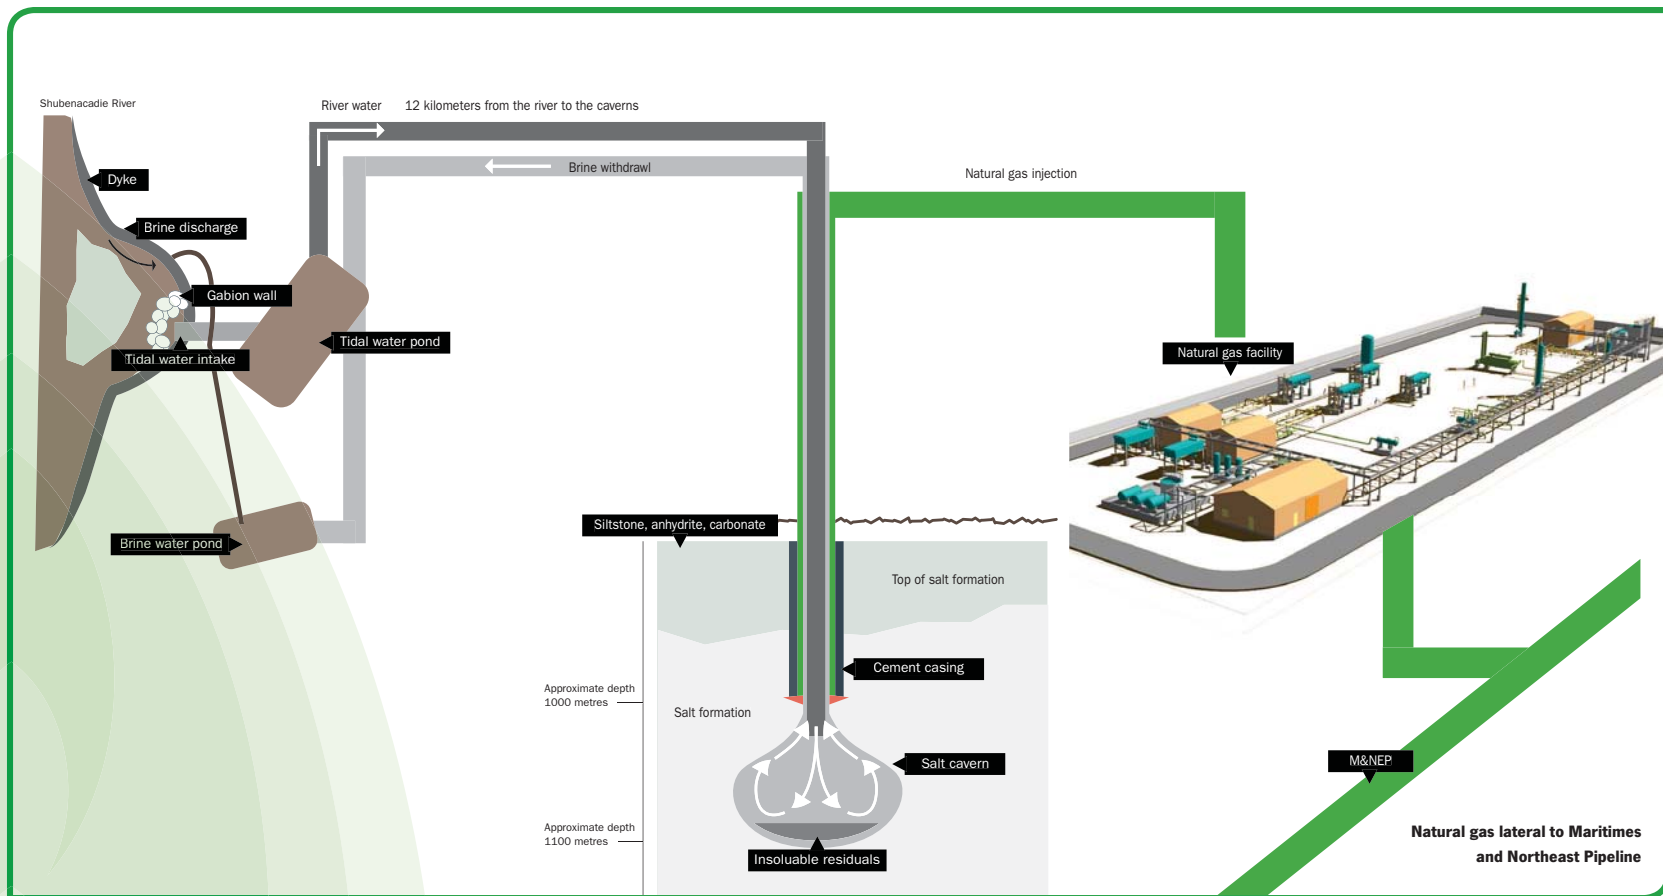 Shubenacadie River
River water
12 kilometers from the river to the caverns
Dyke
Brine withdrawl
Natural gas injection
Brine discharge
Gabion wall
Tidal water pond
Tidal water intake
Natural gas facility
Siltstone, anhydrite, carbonate
Brine water pond
Top of salt formation
Cement casing
Approximate depth
1000 metres
Salt formation
Salt cavern
M&NEP
Approximate depth
1100 metres
Insoluable residuals
Natural gas lateral to Maritimes
and Northeast Pipeline